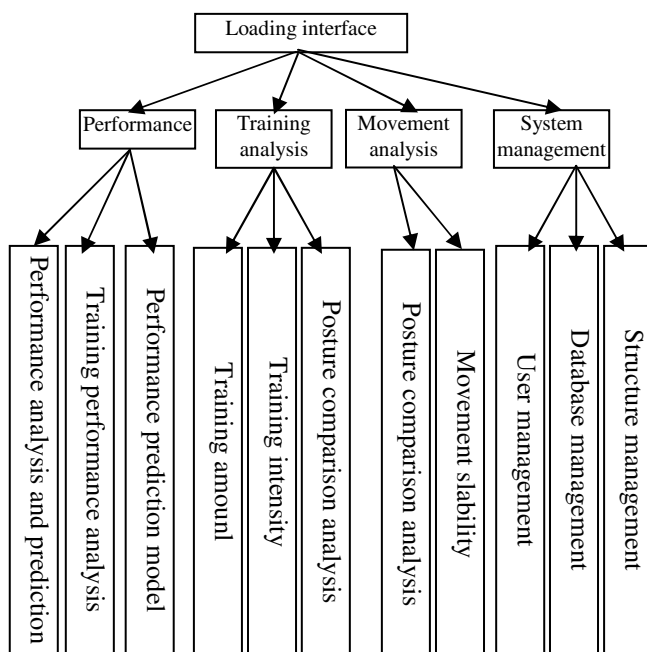 Loading interface
Performance
Training
analysis
Movement
analysis
System
management
Performance analysis and prediction
Training performance analysis
Performance prediction model
Training amounl
Training intensity
Posture comparison analysis
Posture comparison analysis
Movement slability
User management
Database management
Structure management